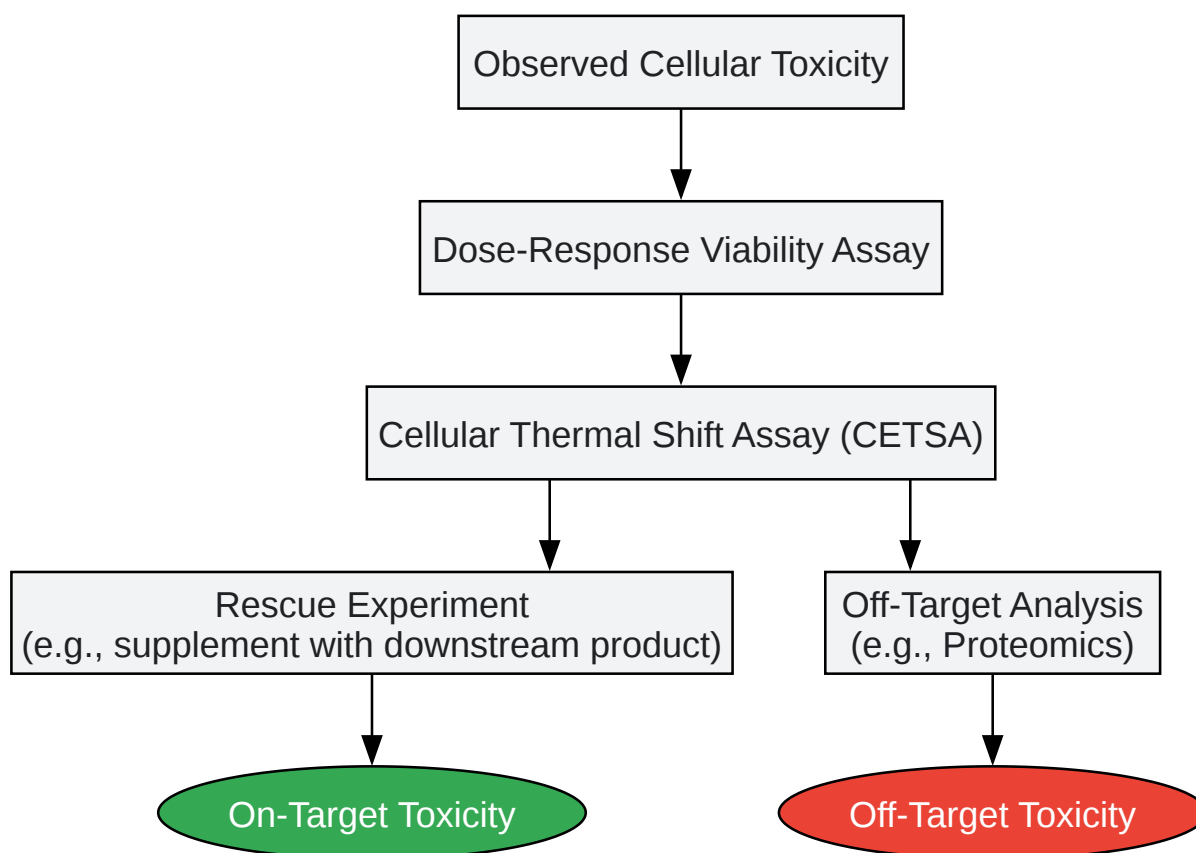 Observed Cellular Toxicity
Dose-Response Viability Assay
Cellular Thermal Shift Assay (CETSA)
Rescue Experiment
(e.g., supplement with downstream product)
Off-Target Analysis
(e.g., Proteomics)
On-Target Toxicity
Off-Target Toxicity